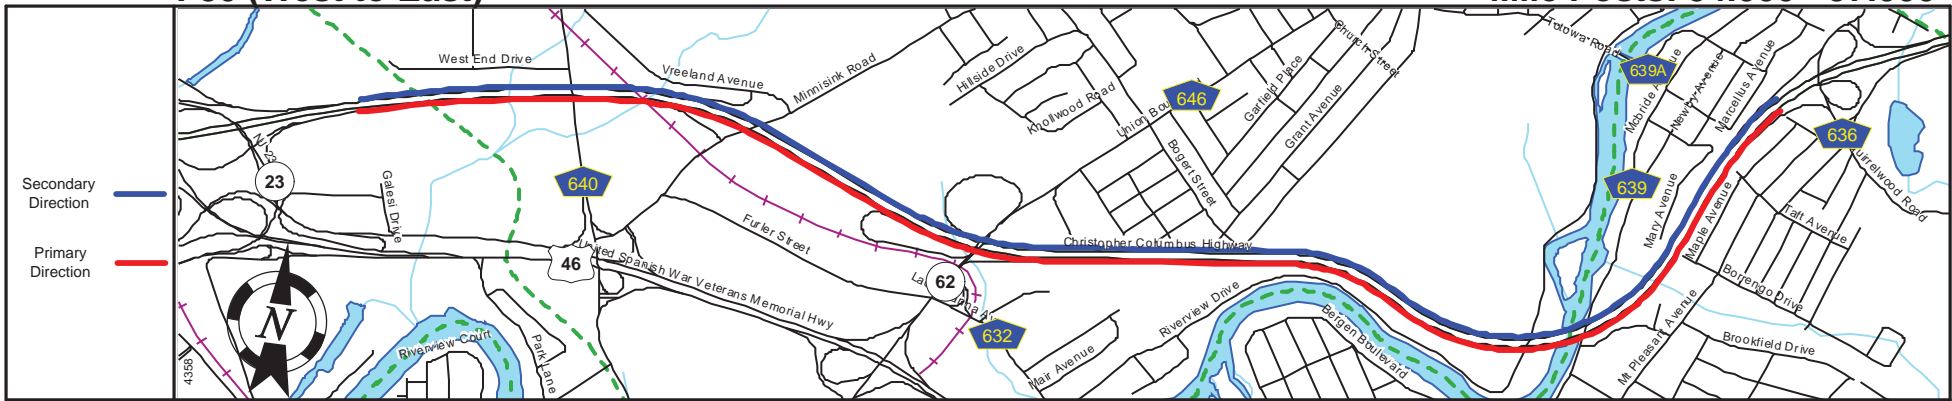 Secondary
Direction
Primary
Direction
West End Drive
Vreeland Avenue
Minnisink Road
Hillside Drive
Knollwood Road
Union
646
Garfield Place
Church Street
Grant Avenue
Bogert Street
Totowa Road
639A
Mcbride
Newby Avenue
Marcellus Avenue
636
Squirrelwood Road
639
23
Galesi Drive
640
Furler Street
46
United Spanish War Veterans Memorial Hwy
Christopher Columbus Highway
62
632
Mary Avenue
Maple Avenue
Taft Avenue
Borrengo Drive
Brookfield Drive
Mt Pleasant Avenue
N
4358
Riverview Court
Park Lane
Mair Avenue
Riverview Drive
Bergen Boulevard